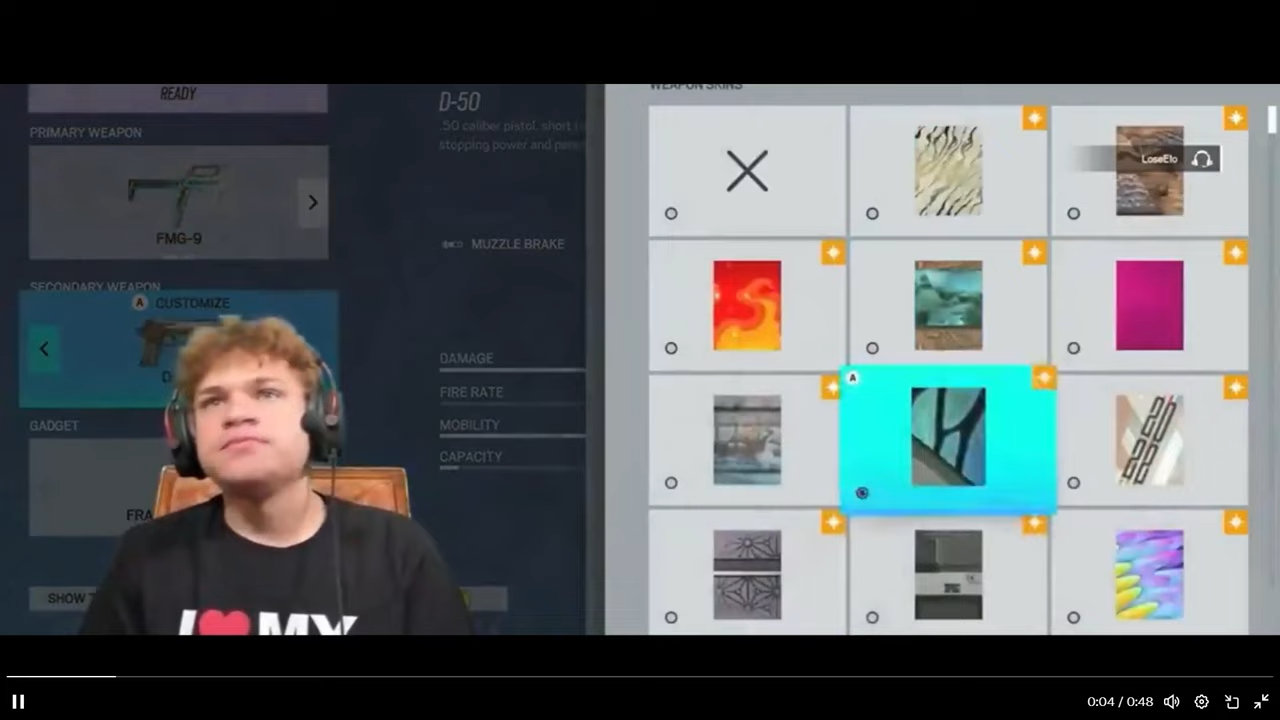 READY
D-50
.50 caliber pistol, short
stopping power and
WEAPON SKINS
PRIMARY WEAPON
LoseElo
FMG-9
MUZZLE BRAKE
SECONDARY WEAPON
A CUSTOMIZE
D
DAMAGE
A
FIRE RATE
MOBILITY
GADGET
CAPACITY
FRA
SHOW
I ❤ MY
0:04 / 0:48